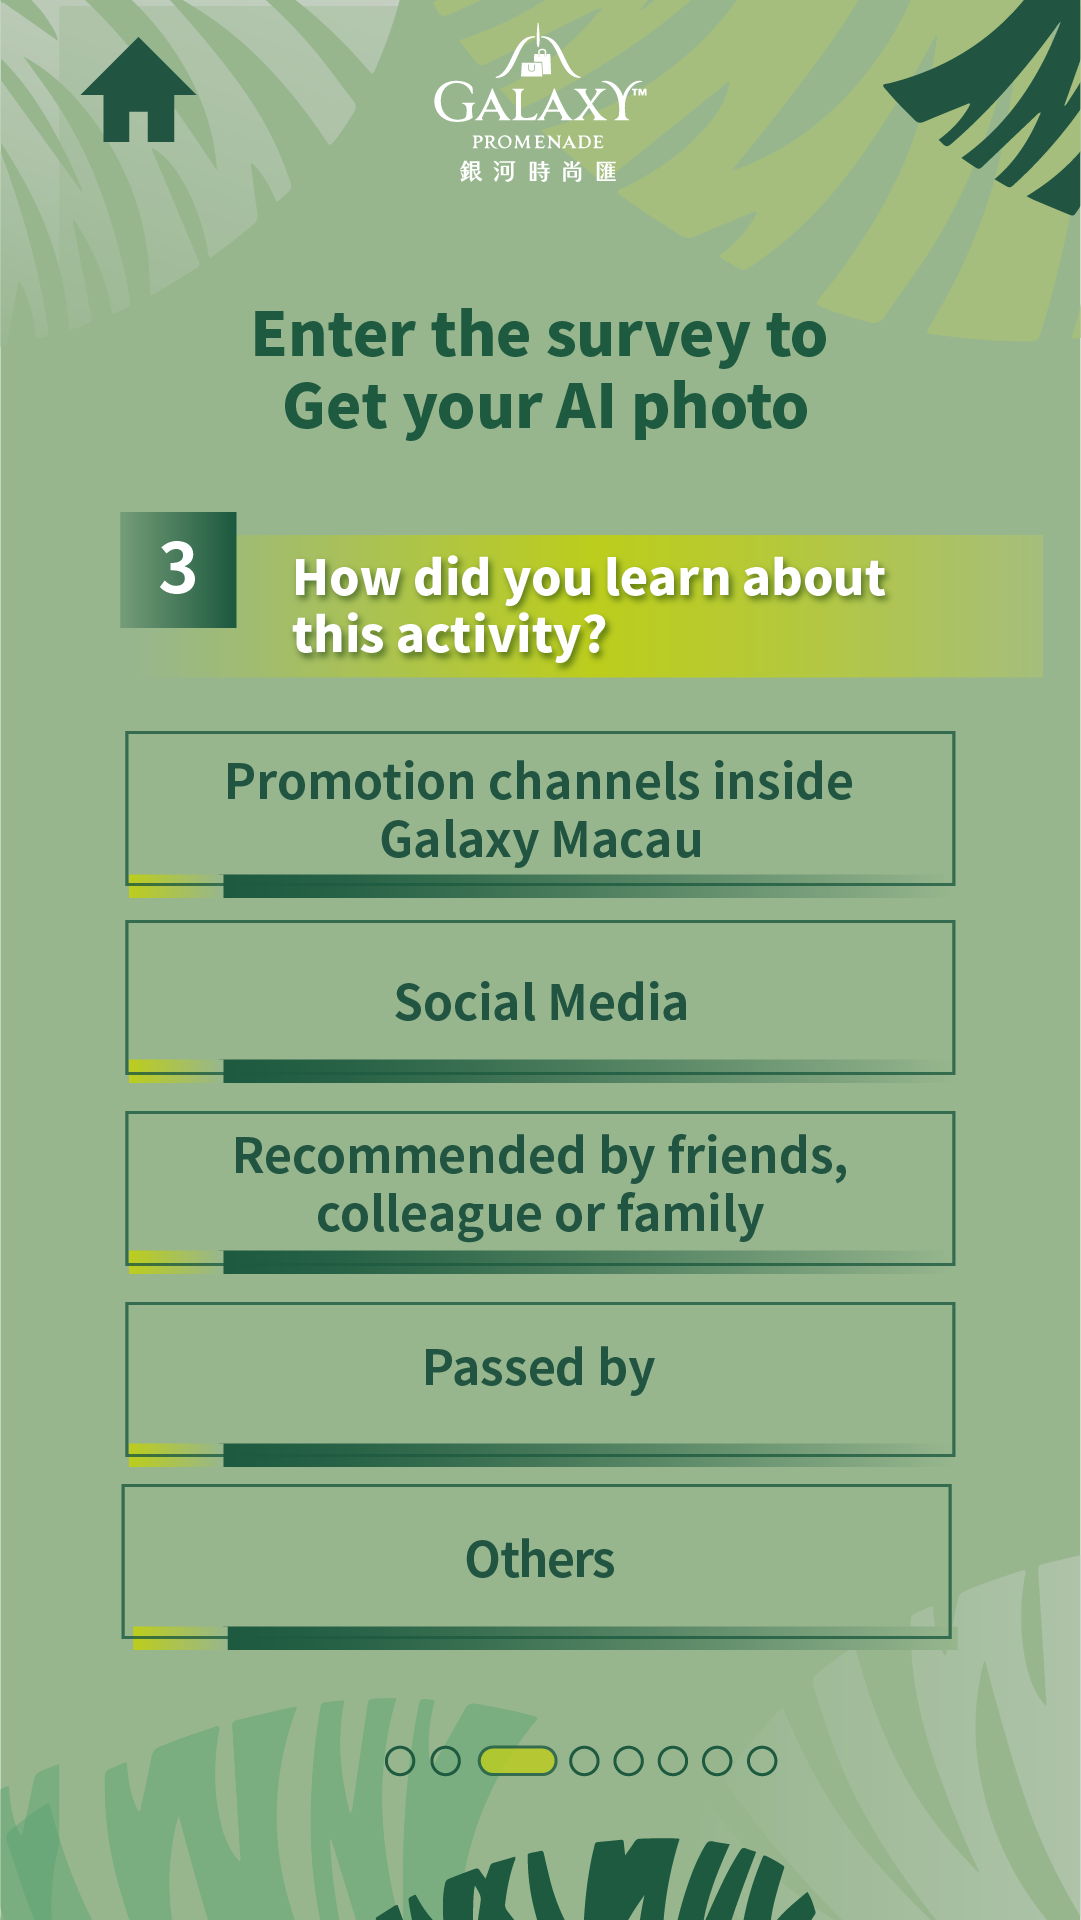 GALAXY™
PROMENADE
銀河時尚匯
Enter the survey to
Get your AI photo
3
How did you learn about
this activity?
Promotion channels inside
Galaxy Macau
Social Media
Recommended by friends,
colleague or family
Passed by
Others